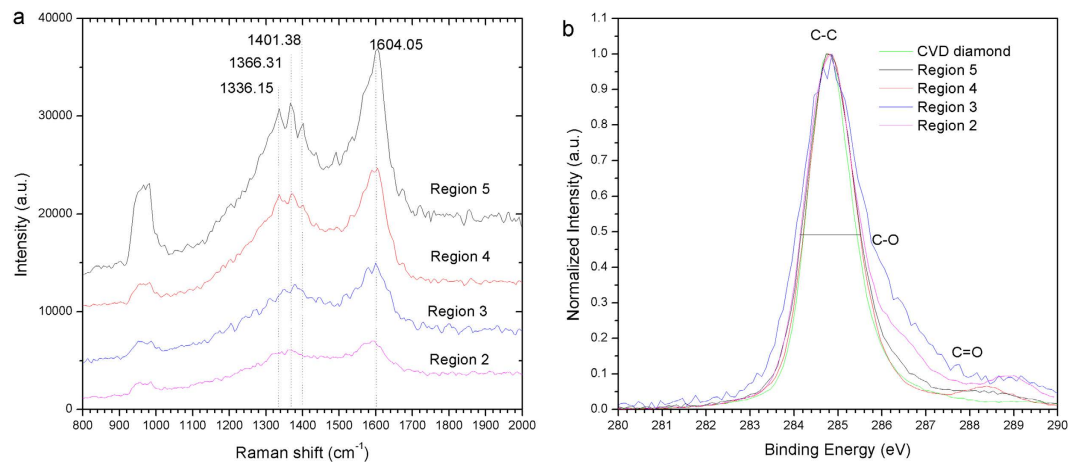 a
40000
30000
20000
10000
0
Intensity (a.u.)
1401.38
1366.31
1336.15
1604.05
Region 5
Region 4
Region 3
Region 2
800 900 1000 1100 1200 1300 1400 1500 1600 1700 1800 1900 2000
Raman shift (cm⁻¹)
b
1.1
1.0
0.9
0.8
0.7
0.6
0.5
0.4
0.3
0.2
0.1
0.0
Normalized Intensity (a.u.)
C-C
CVD diamond
Region 5
Region 4
Region 3
Region 2
C-O
C=O
280 281 282 283 284 285 286 287 288 289 290
Binding Energy (eV)